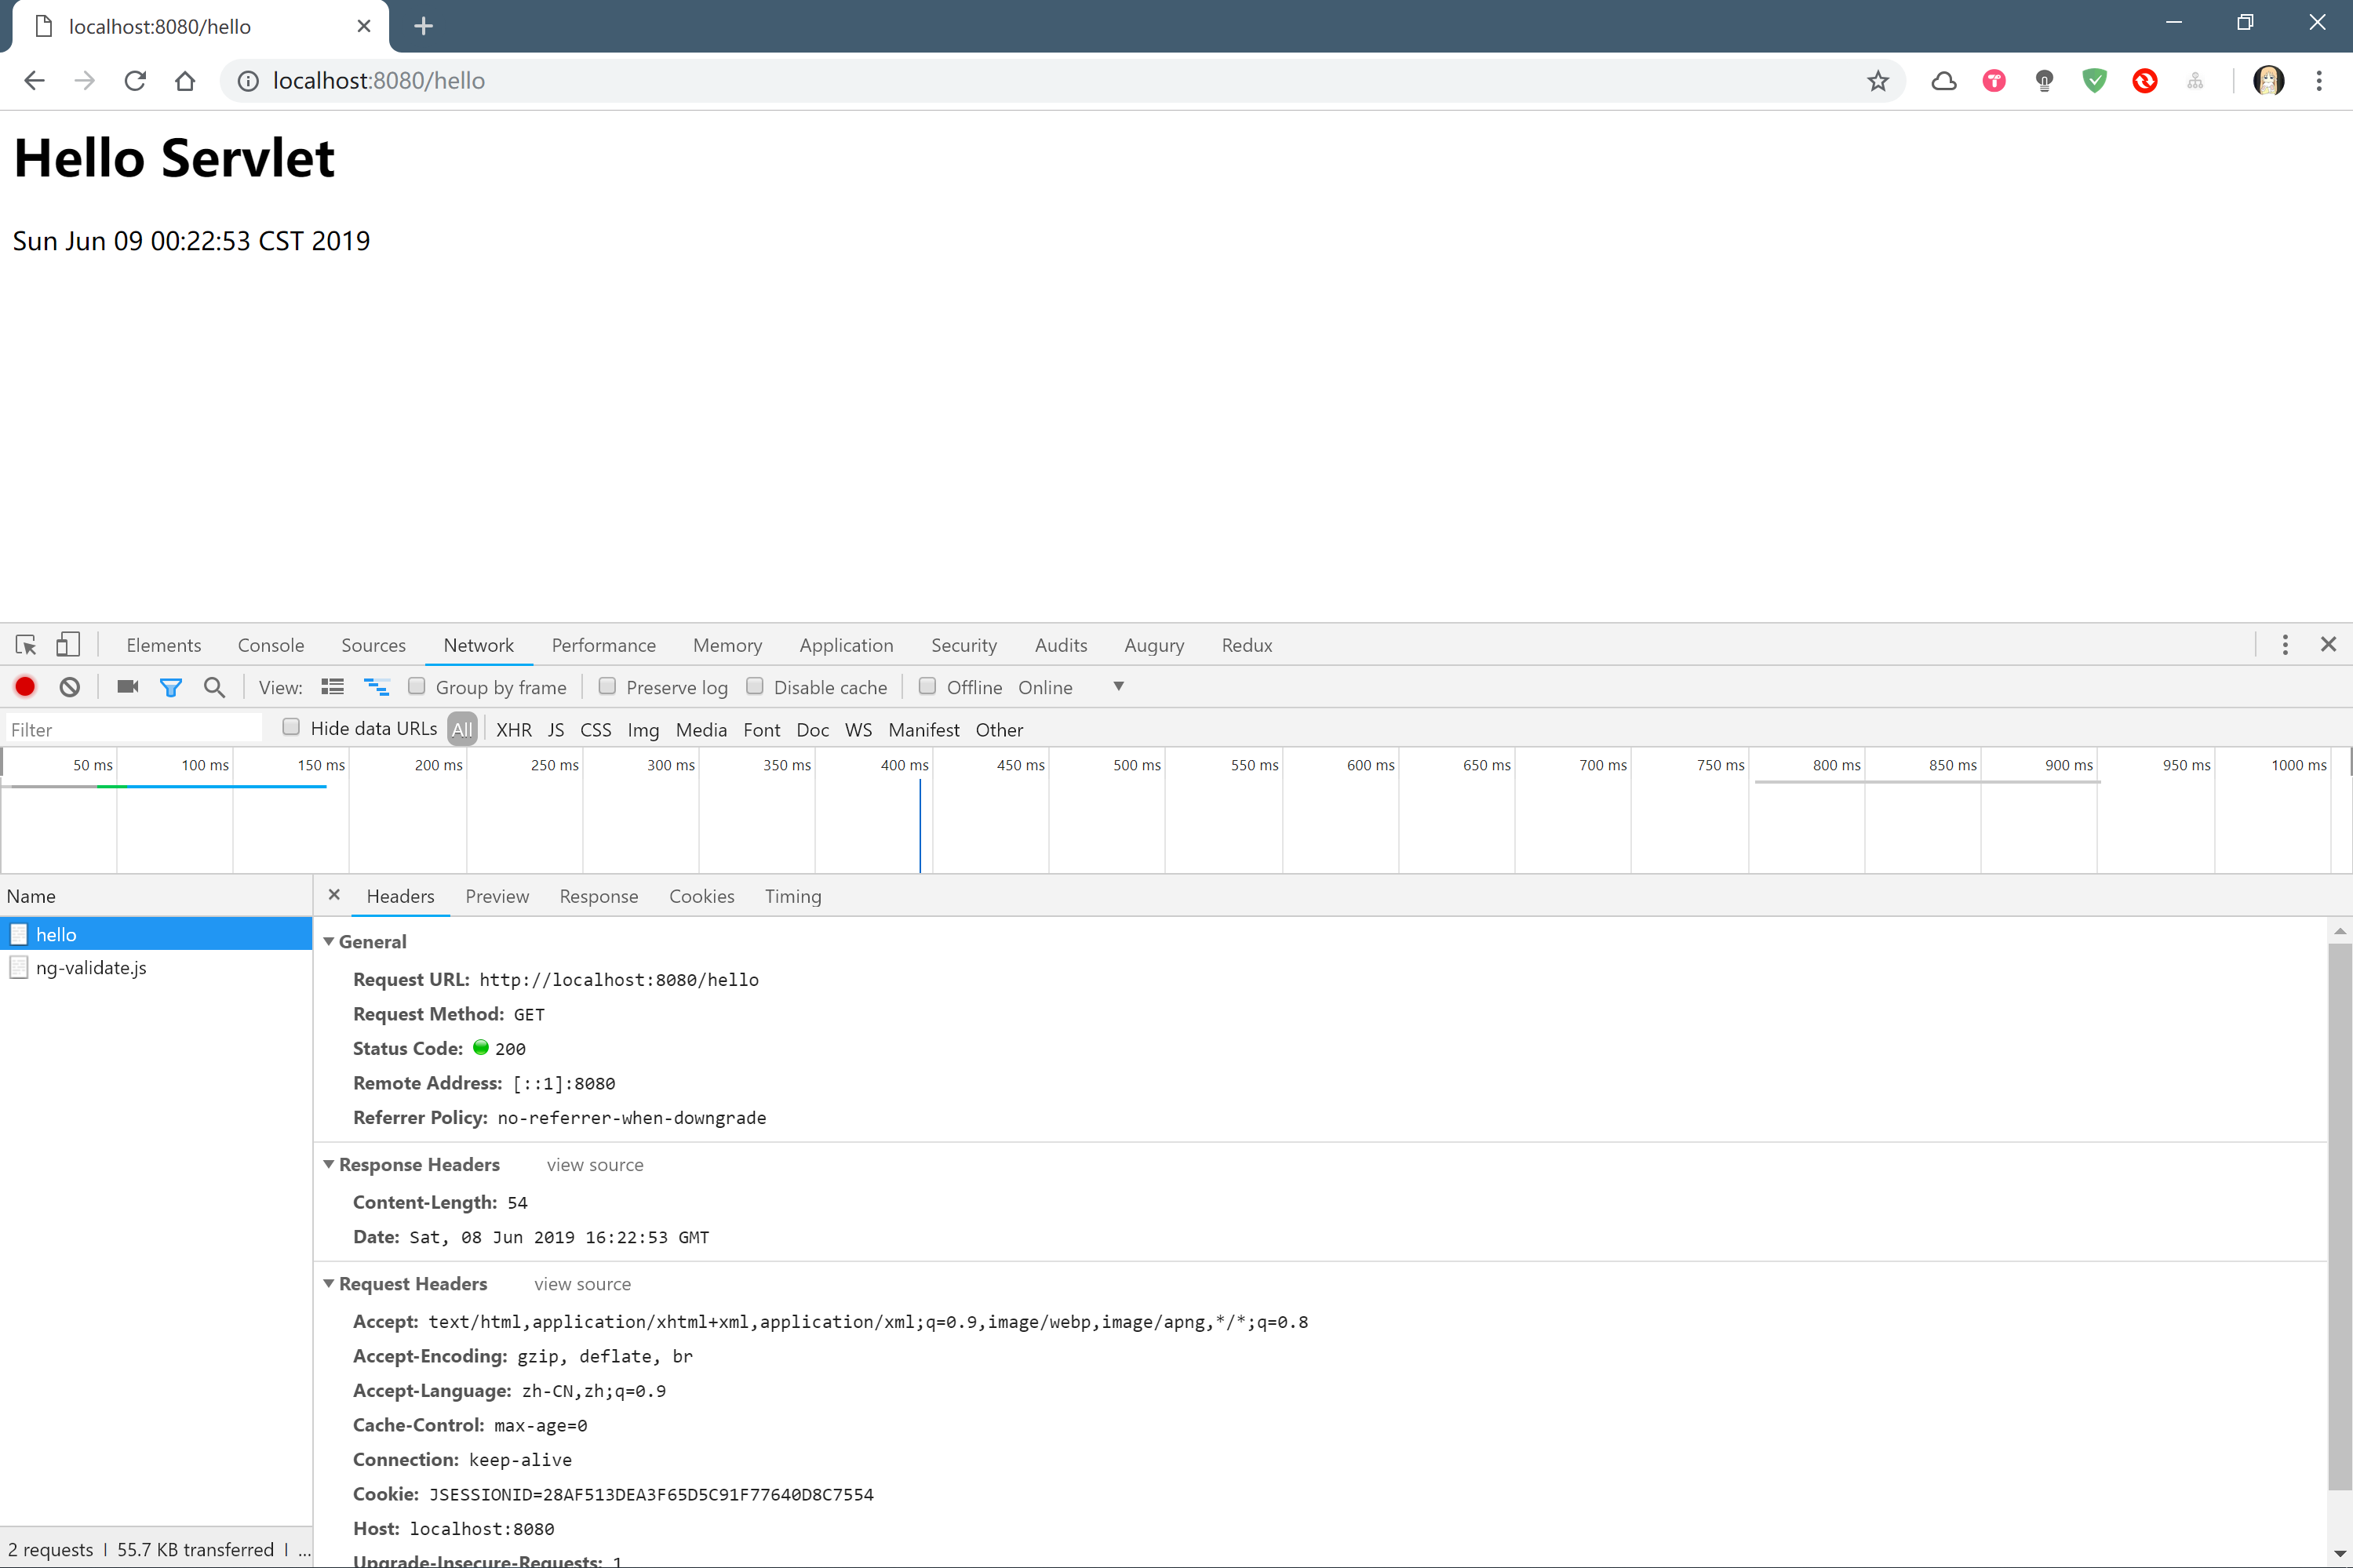 localhost:8080/hello
localhost:8080/hello
Hello Servlet
Sun Jun 09 00:22:53 CST 2019
Elements Console Sources Network Performance Memory Application Security Audits Augury Redux
View: Group by frame Preserve log Disable cache Offline Online
Filter Hide data URLs All XHR JS CSS Img Media Font Doc WS Manifest Other
50 ms 100 ms 150 ms 200 ms 250 ms 300 ms 350 ms 400 ms 450 ms 500 ms 550 ms 600 ms 650 ms 700 ms 750 ms 800 ms 850 ms 900 ms 950 ms 1000 ms
Name Headers Preview Response Cookies Timing
hello
ng-validate.js
General
Request URL: http://localhost:8080/hello
Request Method: GET
Status Code: 200
Remote Address: [::1]:8080
Referrer Policy: no-referrer-when-downgrade
Response Headers view source
Content-Length: 54
Date: Sat, 08 Jun 2019 16:22:53 GMT
Request Headers view source
Accept: text/html,application/xhtml+xml,application/xml;q=0.9,image/webp,image/apng,*/*;q=0.8
Accept-Encoding: gzip, deflate, br
Accept-Language: zh-CN,zh;q=0.9
Cache-Control: max-age=0
Connection: keep-alive
Cookie: JSESSIONID=28AF513DEA3F65D5C91F77640D8C7554
Host: localhost:8080
Upgrade-Insecure-Requests: 1
2 requests | 55.7 KB transferred | ...